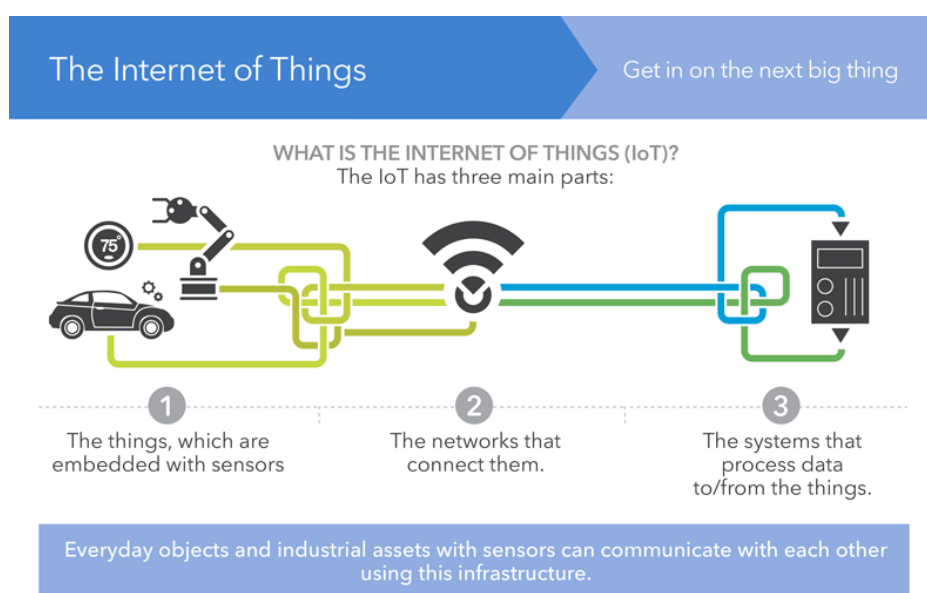 The Internet of Things
Get in on the next big thing
WHAT IS THE INTERNET OF THINGS (IoT)?
The IoT has three main parts:
75°
1
The things, which are
embedded with sensors
2
The networks that
connect them.
3
The systems that
process data
to/from the things.
Everyday objects and industrial assets with sensors can communicate with each other
using this infrastructure.